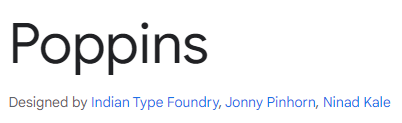 Poppins
Designed by Indian Type Foundry, Jonny Pinhorn, Ninad Kale